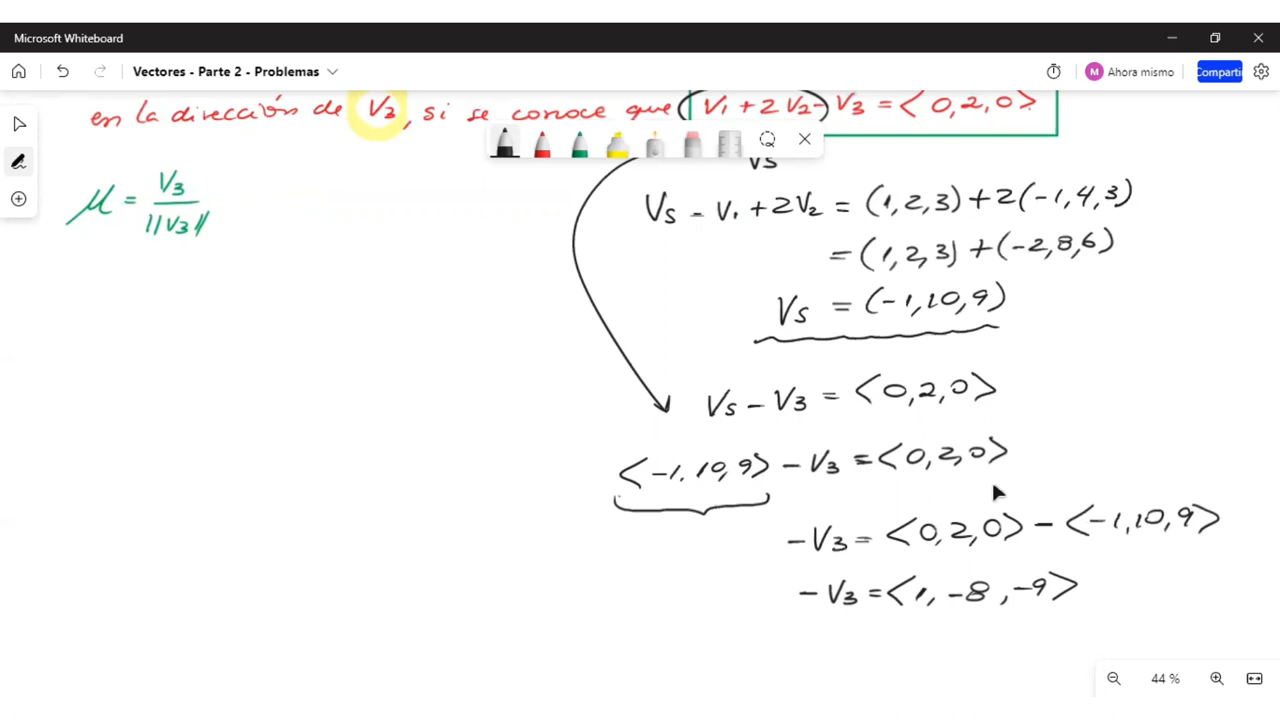 Microsoft Whiteboard
Vectores - Parte 2 - Problemas
M Ahora mismo
Comparti
en la dirección de V3, si se conoce que (V1 + 2V2 -) V3 = <0,2,0>
Vs
μ = V3 / ||V3||
Vs = V1 + 2V2 = (1,2,3) + 2(-1,4,3)
= (1,2,3) + (-2,8,6)
Vs = (-1,10,9)
Vs - V3 = <0,2,0>
<-1,10,9> - V3 = <0,2,0>
-V3 = <0,2,0> - <-1,10,9>
-V3 = <1,-8,-9>
44 %